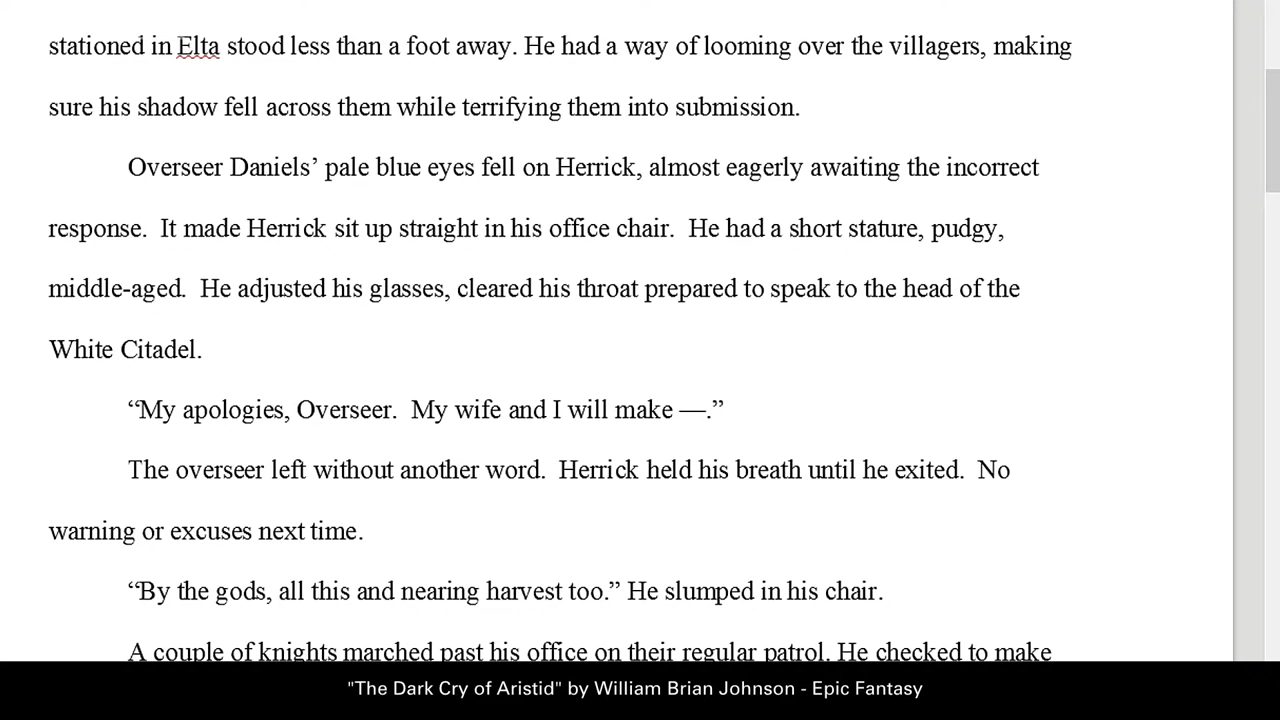 stationed in Elta stood less than a foot away. He had a way of looming over the villagers, making
sure his shadow fell across them while terrifying them into submission.
Overseer Daniels’ pale blue eyes fell on Herrick, almost eagerly awaiting the incorrect
response.  It made Herrick sit up straight in his office chair.  He had a short stature, pudgy,
middle-aged.  He adjusted his glasses, cleared his throat prepared to speak to the head of the
White Citadel.
“My apologies, Overseer.  My wife and I will make —.”
The overseer left without another word.  Herrick held his breath until he exited.  No
warning or excuses next time.
“By the gods, all this and nearing harvest too.” He slumped in his chair.
A couple of knights marched past his office on their regular patrol. He checked to make
"The Dark Cry of Aristid" by William Brian Johnson - Epic Fantasy